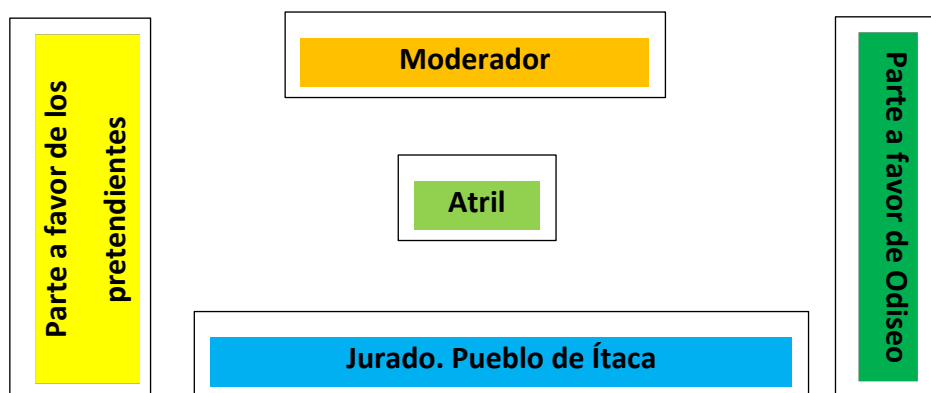 Moderador
Parte a favor de los
pretendientes
Atril
Parte a favor de Odiseo
Jurado. Pueblo de Ítaca